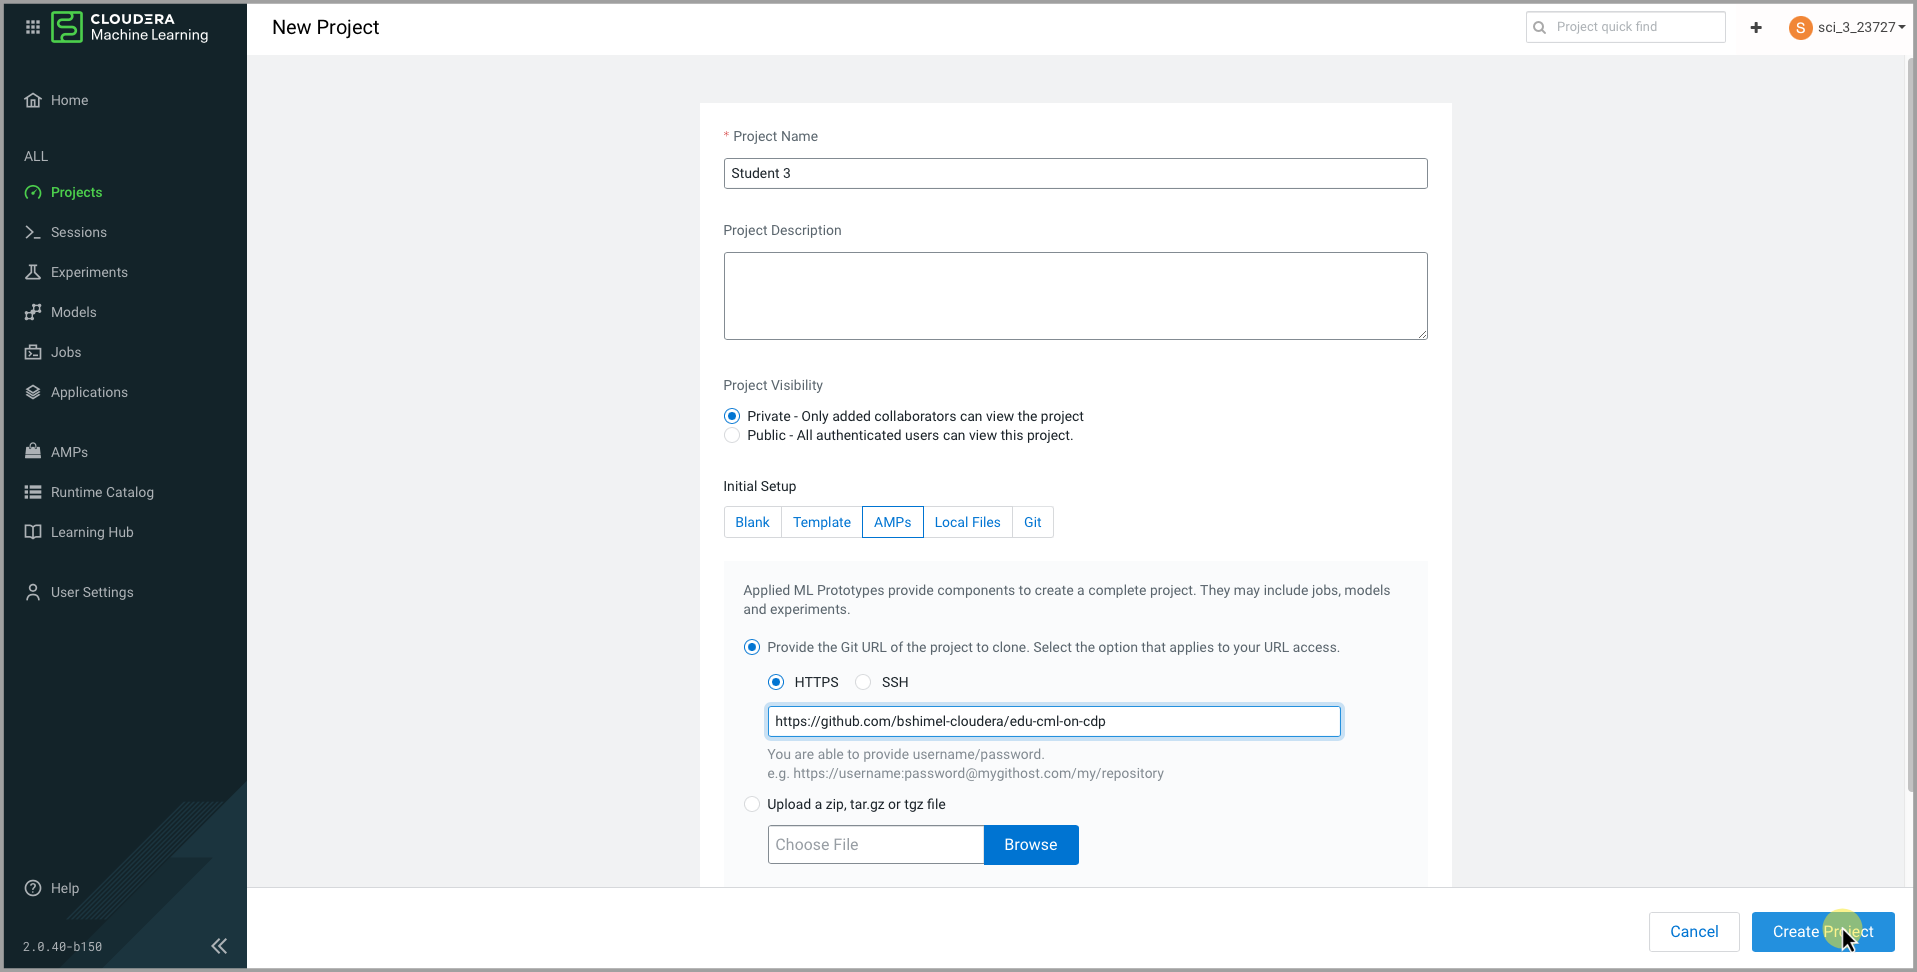 CLOUDERA
Machine Learning
New Project
Project quick find
S
sci_3_23727
Home
ALL
Projects
Sessions
Experiments
Models
Jobs
Applications
AMPs
Runtime Catalog
Learning Hub
User Settings
Help
2.0.40-b150
* Project Name
Student 3
Project Description
Project Visibility
Private - Only added collaborators can view the project
Public - All authenticated users can view this project.
Initial Setup
Blank Template AMPs Local Files Git
Applied ML Prototypes provide components to create a complete project. They may include jobs, models
and experiments.
Provide the Git URL of the project to clone. Select the option that applies to your URL access.
HTTPS SSH
https://github.com/bshimel-cloudera/edu-cml-on-cdp
You are able to provide username/password.
e.g. https://username:password@mygithost.com/my/repository
Upload a zip, tar.gz or tgz file
Choose File Browse
Cancel Create Project